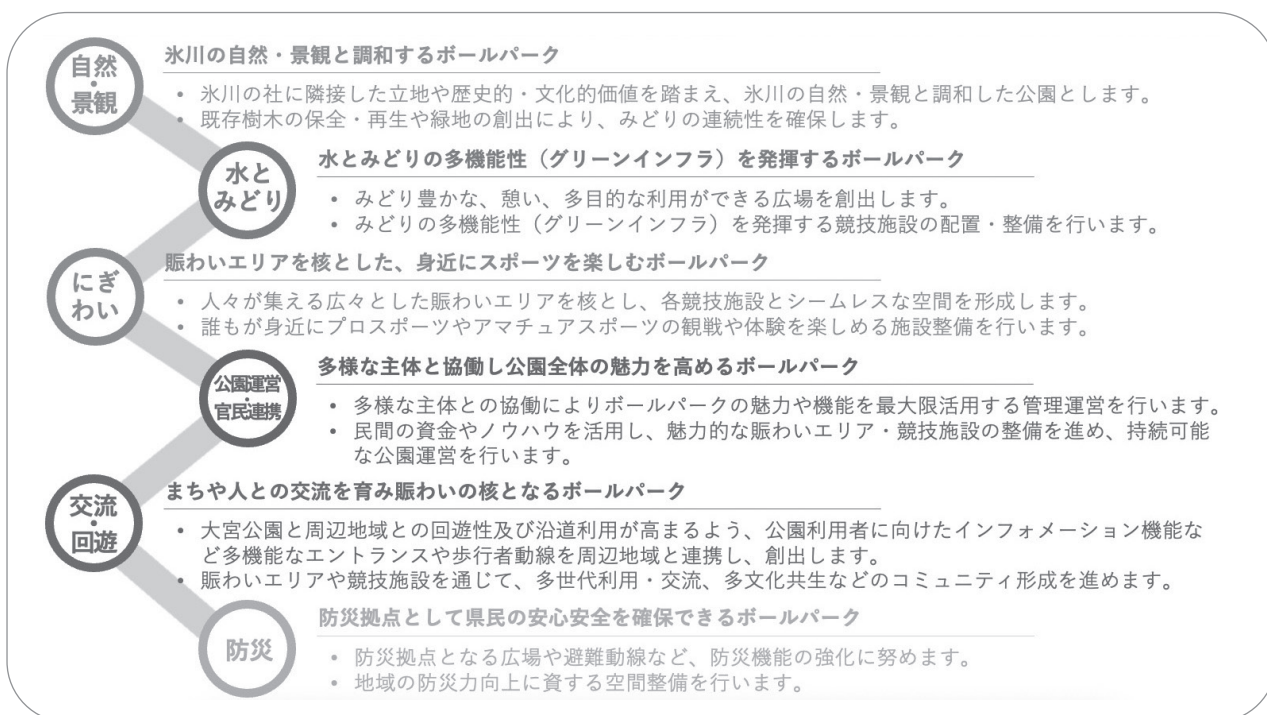 自然
・
景観
氷川の自然・景観と調和するボールパーク
• 氷川の社に隣接した立地や歴史的・文化的価値を踏まえ、氷川の自然・景観と調和した公園とします。
• 既存樹木の保全・再生や緑地の創出により、みどりの連続性を確保します。
水と
みどり
水とみどりの多機能性（グリーンインフラ）を発揮するボールパーク
• みどり豊かな、憩い、多目的な利用ができる広場を創出します。
• みどりの多機能性（グリーンインフラ）を発揮する競技施設の配置・整備を行います。
にぎ
わい
賑わいエリアを核とした、身近にスポーツを楽しむボールパーク
• 人々が集える広々とした賑わいエリアを核とし、各競技施設とシームレスな空間を形成します。
• 誰もが身近にプロスポーツやアマチュアスポーツの観戦や体験を楽しめる施設整備を行います。
公園運営
・
官民連携
多様な主体と協働し公園全体の魅力を高めるボールパーク
• 多様な主体との協働によりボールパークの魅力や機能を最大限活用する管理運営を行います。
• 民間の資金やノウハウを活用し、魅力的な賑わいエリア・競技施設の整備を進め、持続可能
な公園運営を行います。
交流
・
回遊
まちや人との交流を育み賑わいの核となるボールパーク
• 大宮公園と周辺地域との回遊性及び沿道利用が高まるよう、公園利用者に向けたインフォメーション機能な
ど多機能なエントランスや歩行者動線を周辺地域と連携し、創出します。
• 賑わいエリアや競技施設を通じて、多世代利用・交流、多文化共生などのコミュニティ形成を進めます。
防災
防災拠点として県民の安心安全を確保できるボールパーク
• 防災拠点となる広場や避難動線など、防災機能の強化に努めます。
• 地域の防災力向上に資する空間整備を行います。